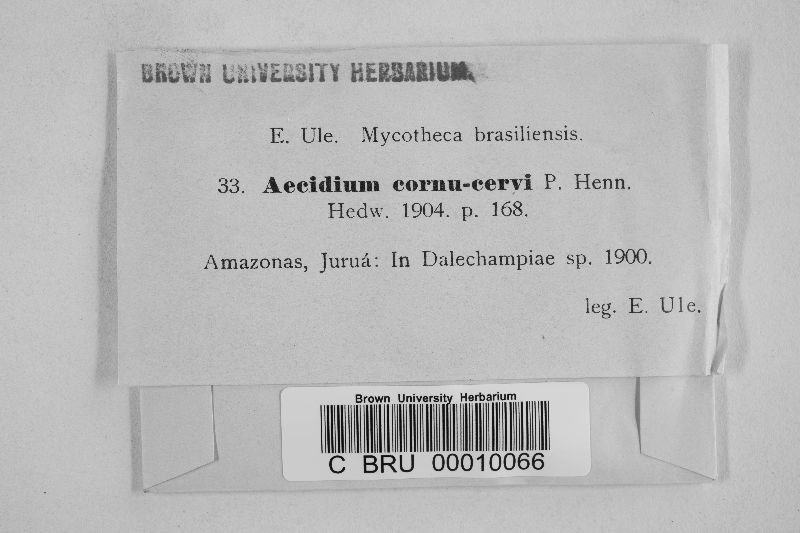 BROWN UNIVERSITY HERBARIUM.
E. Ule. Mycotheca brasiliensis.
33. Aecidium cornu-cervi P. Henn.
Hedw. 1904. p. 168.
Amazonas, Juruá: In Dalechampiae sp. 1900.
leg. E. Ule.
Brown University Herbarium
C BRU 00010066